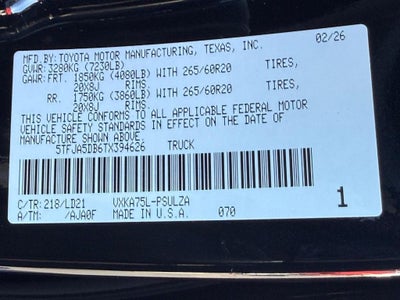 MFD.BY:TOYOTA MOTOR MANUFACTURING, TEXAS, INC. 02/26
GVWR: 3280KG (7230LB)
GAWR: FRT. 1850KG (4080LB) WITH 265/60R20 TIRES,
20X8J RIMS
RR. 1750KG (3860LB) WITH 265/60R20 TIRES,
20X8J RIMS
THIS VEHICLE CONFORMS TO ALL APPLICABLE FEDERAL MOTOR
VEHICLE SAFETY STANDARDS IN EFFECT ON THE DATE OF
MANUFACTURE SHOWN ABOVE.
5TFJA5DB6TX394626 TRUCK
C/TR:218/LD21 VXKA75L-PSULZA 1
A/TM: /AJA0F MADE IN U.S.A. 070